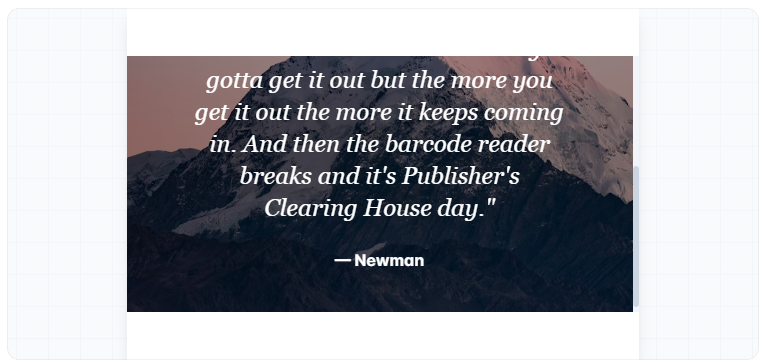 gotta get it out but the more you
get it out the more it keeps coming
in. And then the barcode reader
breaks and it's Publisher's
Clearing House day."
— Newman